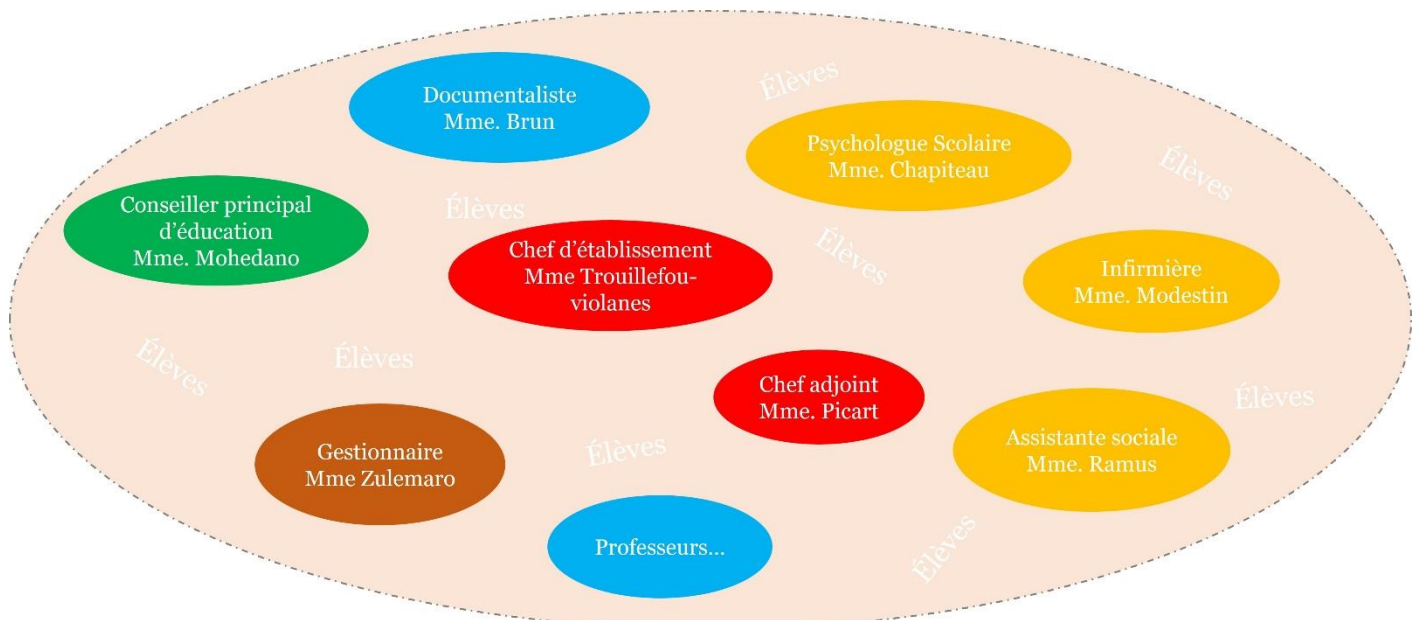 Documentaliste
Mme. Brun
Élèves
Psychologue Scolaire
Mme. Chapiteau
Élèves
Conseiller principal
d’éducation
Mme. Mohedano
Élèves
Chef d’établissement
Mme Trouillefou-
violanes
Élèves
Infirmière
Mme. Modestin
Élèves
Élèves
Chef adjoint
Mme. Picart
Élèves
Gestionnaire
Mme Zulemaro
Élèves
Assistante sociale
Mme. Ramus
Professeurs...
Élèves